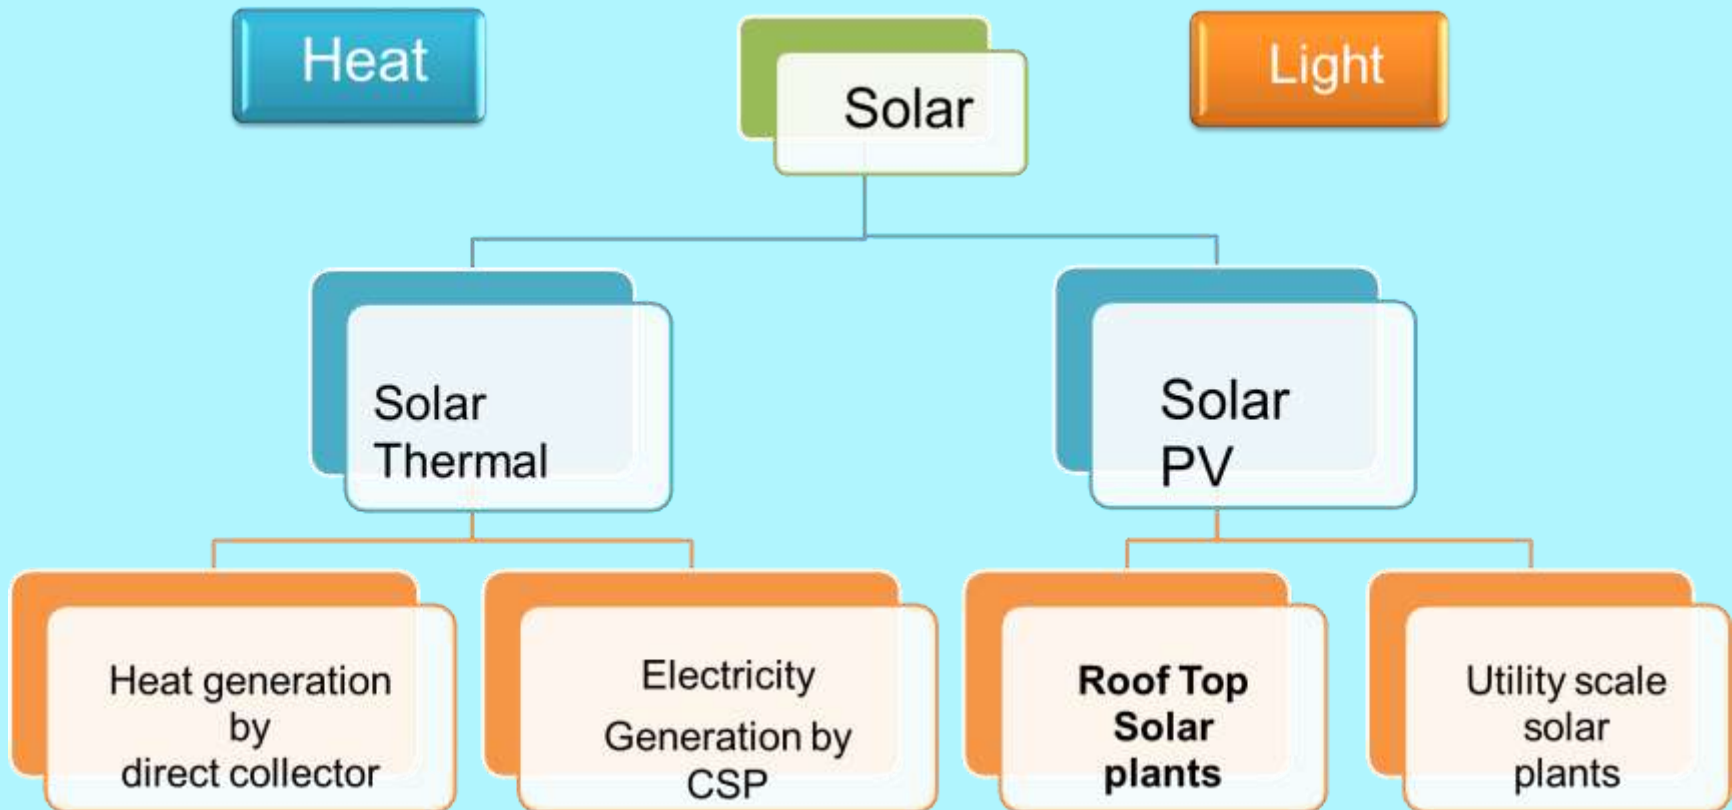 Heat
Solar
Light
Solar
Thermal
Solar
PV
Heat generation
by
direct collector
Electricity
Generation by
CSP
Roof Top
Solar
plants
Utility scale
solar
plants